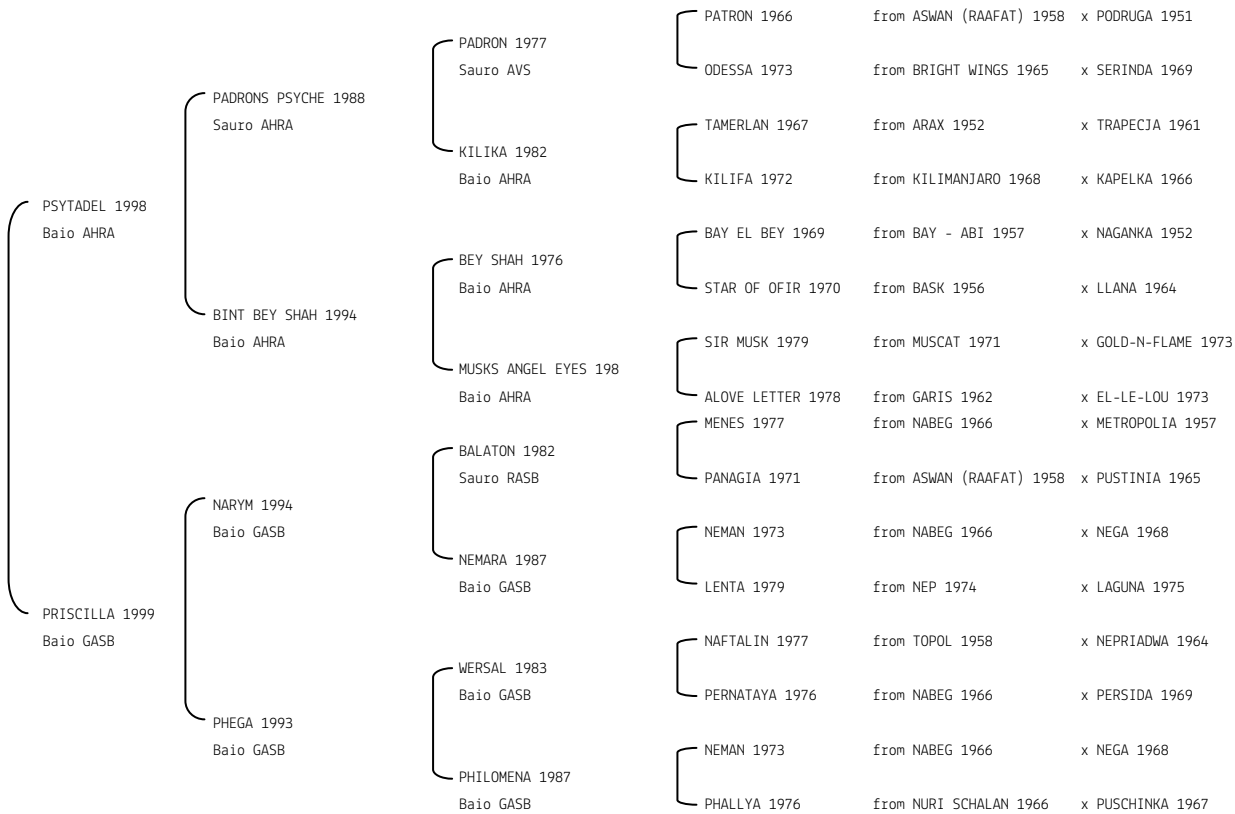 PATRON 1966 from ASWAN (RAAFAT) 1958 x PODRUGA 1951
PADRON 1977
Sauro AVS
ODESSA 1973 from BRIGHT WINGS 1965 x SERINDA 1969
PADRONS PSYCHE 1988
Sauro AHRA
TAMERLAN 1967 from ARAX 1952 x TRAPECJA 1961
KILIKA 1982
Baio AHRA
KILIFA 1972 from KILIMANJARO 1968 x KAPELKA 1966
PSYTADEL 1998
Baio AHRA
BAY EL BEY 1969 from BAY - ABI 1957 x NAGANKA 1952
BEY SHAH 1976
Baio AHRA
STAR OF OFIR 1970 from BASK 1956 x LLANA 1964
BINT BEY SHAH 1994
Baio AHRA
SIR MUSK 1979 from MUSCAT 1971 x GOLD-N-FLAME 1973
MUSKS ANGEL EYES 198
Baio AHRA
ALOVE LETTER 1978 from GARIS 1962 x EL-LE-LOU 1973
MENES 1977 from NABEG 1966 x METROPOLIA 1957
BALATON 1982
Sauro RASB
PANAGIA 1971 from ASWAN (RAAFAT) 1958 x PUSTINIA 1965
NARYM 1994
Baio GASB
NEMAN 1973 from NABEG 1966 x NEGA 1968
NEMARA 1987
Baio GASB
LENTA 1979 from NEP 1974 x LAGUNA 1975
PRISCILLA 1999
Baio GASB
NAFTALIN 1977 from TOPOL 1958 x NEPRIADWA 1964
WERSAL 1983
Baio GASB
PERNATAYA 1976 from NABEG 1966 x PERSIDA 1969
PHEGA 1993
Baio GASB
NEMAN 1973 from NABEG 1966 x NEGA 1968
PHILOMENA 1987
Baio GASB
PHALLYA 1976 from NURI SCHALAN 1966 x PUSCHINKA 1967